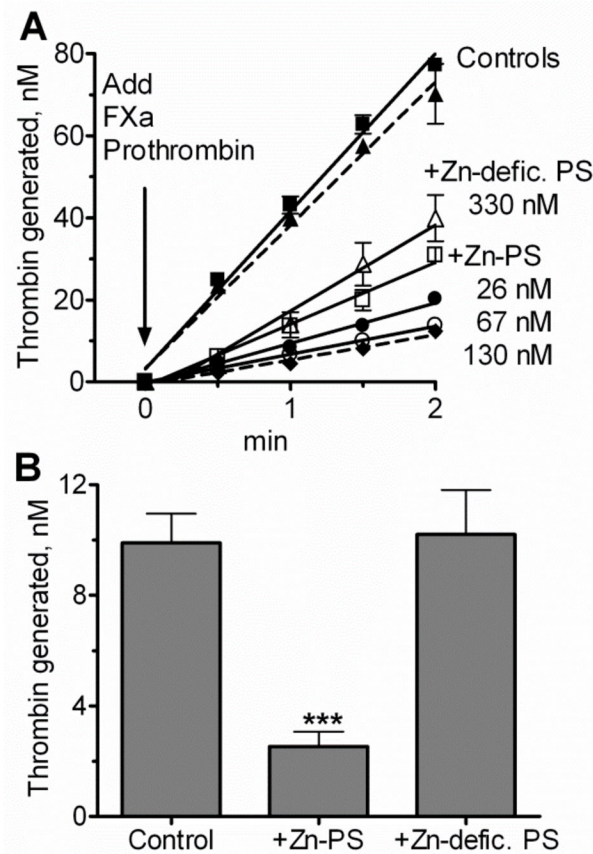 A
Thrombin generated, nM
80
60
40
20
0
Add
FXa
Prothrombin
Controls
+Zn-defic. PS
330 nM
+Zn-PS
26 nM
67 nM
130 nM
0
1
2
min
B
Thrombin generated, nM
12
8
4
0
***
Control
+Zn-PS
+Zn-defic. PS